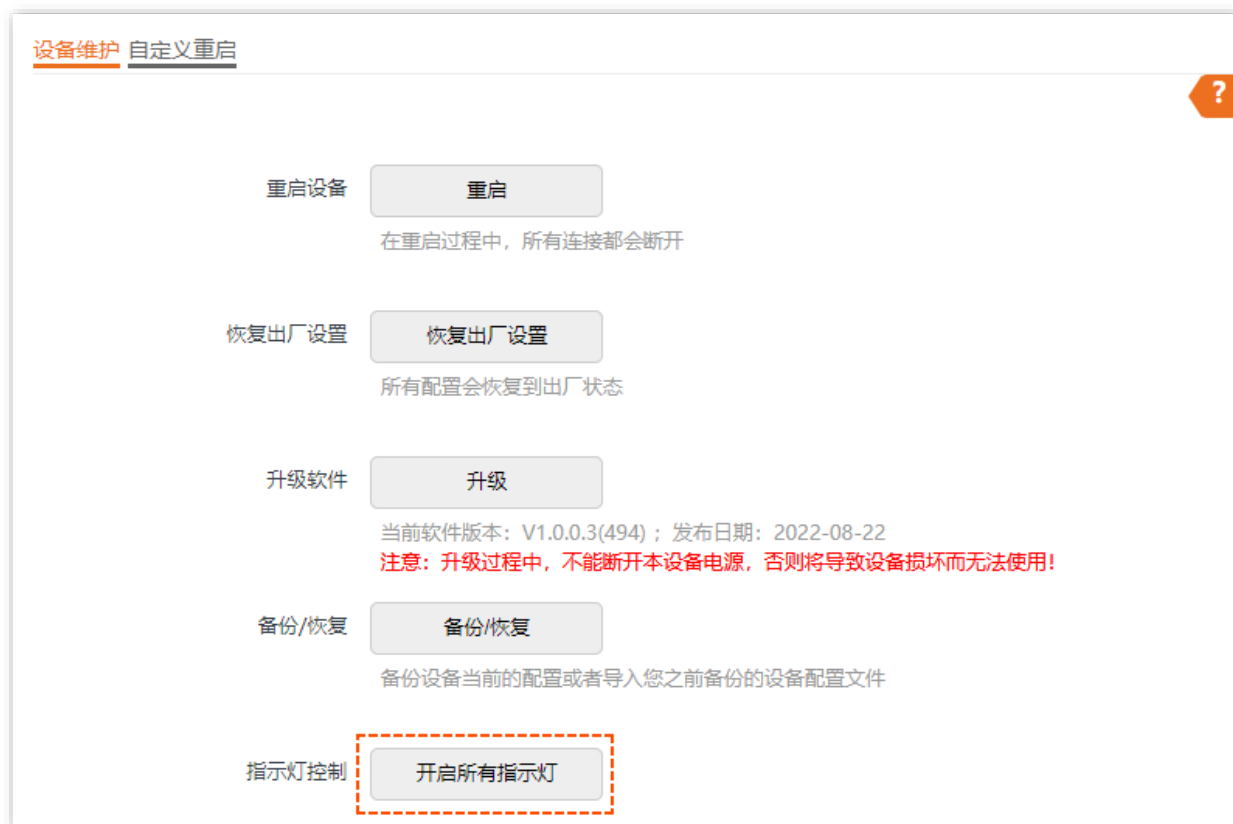 设备维护 自定义重启
?
重启设备 重启
在重启过程中，所有连接都会断开
恢复出厂设置 恢复出厂设置
所有配置会恢复到出厂状态
升级软件 升级
当前软件版本：V1.0.0.3(494) ；发布日期：2022-08-22
注意：升级过程中，不能断开本设备电源，否则将导致设备损坏而无法使用！
备份/恢复 备份/恢复
备份设备当前的配置或者导入您之前备份的设备配置文件
指示灯控制 开启所有指示灯